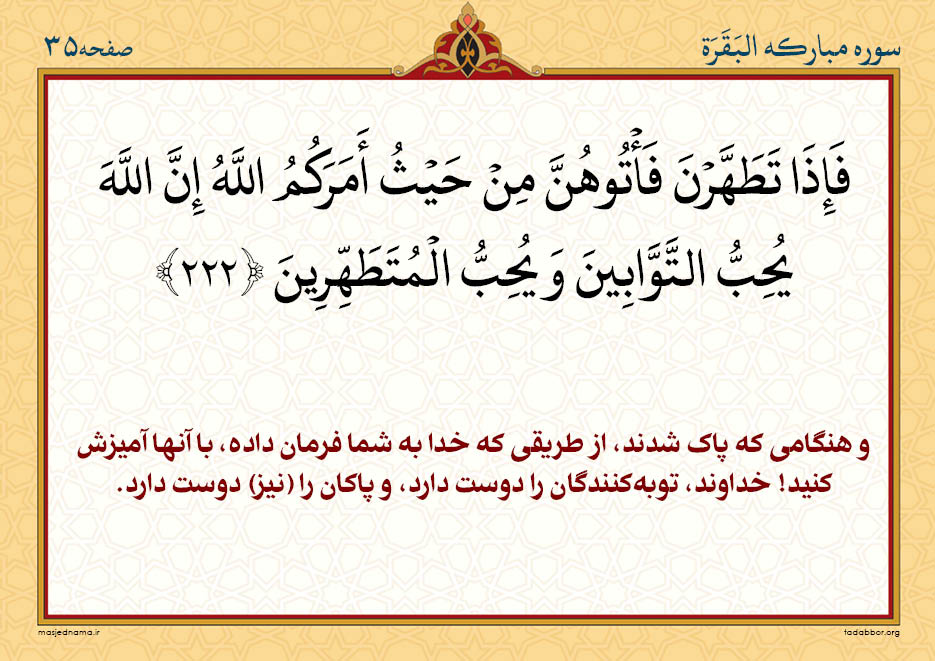 سوره مبارکه البَقَرَة
صفحه۳۵
فَإِذَا تَطَهَّرْنَ فَأْتُوهُنَّ مِنْ حَيْثُ أَمَرَكُمُ اللَّهُ إِنَّ اللَّهَ
يُحِبُّ التَّوَّابِينَ وَ يُحِبُّ الْمُتَطَهِّرِينَ ﴿۲۲۲﴾
و هنگامی که پاک شدند، از طریقی که خدا به شما فرمان داده، با آنها آمیزش
کنید! خداوند، توبه‌کنندگان را دوست دارد، و پاکان را (نیز) دوست دارد.
masjednama.ir
tadabbor.org